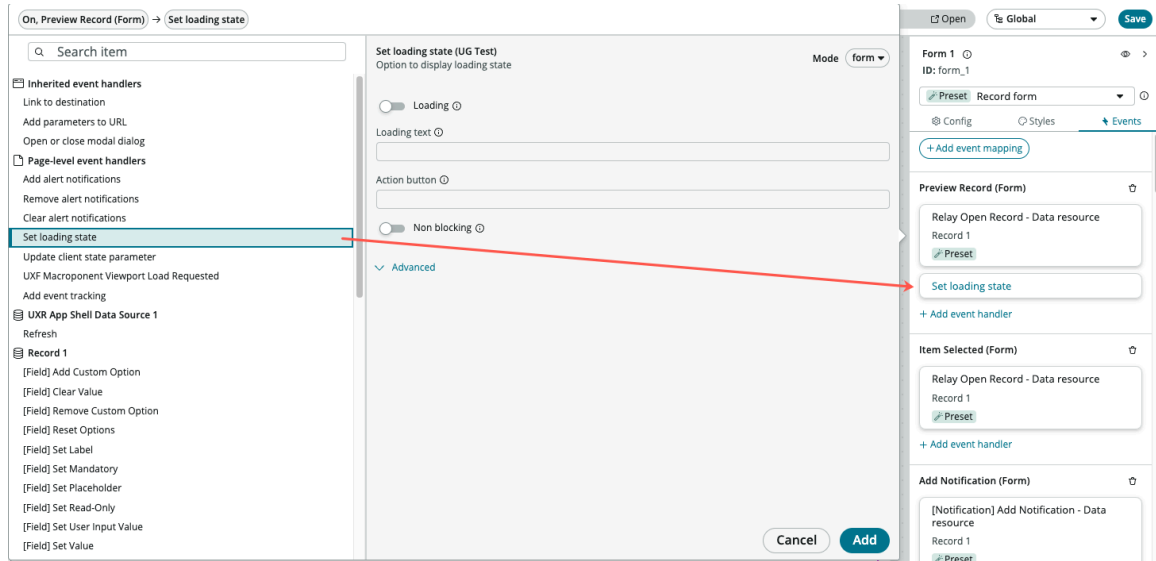 On, Preview Record (Form) → Set loading state
Search item
Inherited event handlers
Link to destination
Add parameters to URL
Open or close modal dialog
Page-level event handlers
Add alert notifications
Remove alert notifications
Clear alert notifications
Set loading state
Update client state parameter
UXF Macroponent Viewport Load Requested
Add event tracking
UXR App Shell Data Source 1
Refresh
Record 1
[Field] Add Custom Option
[Field] Clear Value
[Field] Remove Custom Option
[Field] Reset Options
[Field] Set Label
[Field] Set Mandatory
[Field] Set Placeholder
[Field] Set Read-Only
[Field] Set User Input Value
[Field] Set Value
Set loading state (UG Test)
Option to display loading state
Mode form
Loading
Loading text
Action button
Non blocking
Advanced
Cancel Add
Open Global Save
Form 1
ID: form_1
Preset Record form
Config Styles Events
+ Add event mapping
Preview Record (Form)
Relay Open Record - Data resource
Record 1
Preset
Set loading state
+ Add event handler
Item Selected (Form)
Relay Open Record - Data resource
Record 1
Preset
+ Add event handler
Add Notification (Form)
[Notification] Add Notification - Data
resource
Record 1
Preset